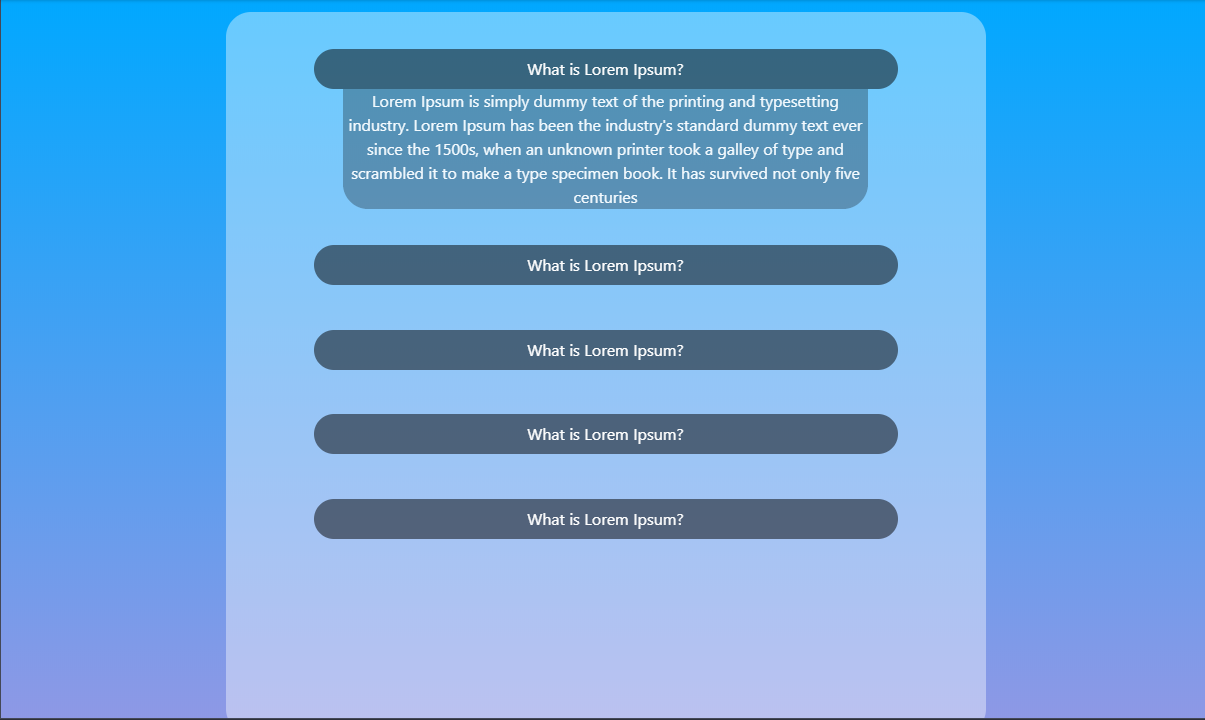 What is Lorem Ipsum?
Lorem Ipsum is simply dummy text of the printing and typesetting
industry. Lorem Ipsum has been the industry's standard dummy text ever
since the 1500s, when an unknown printer took a galley of type and
scrambled it to make a type specimen book. It has survived not only five
centuries
What is Lorem Ipsum?
What is Lorem Ipsum?
What is Lorem Ipsum?
What is Lorem Ipsum?